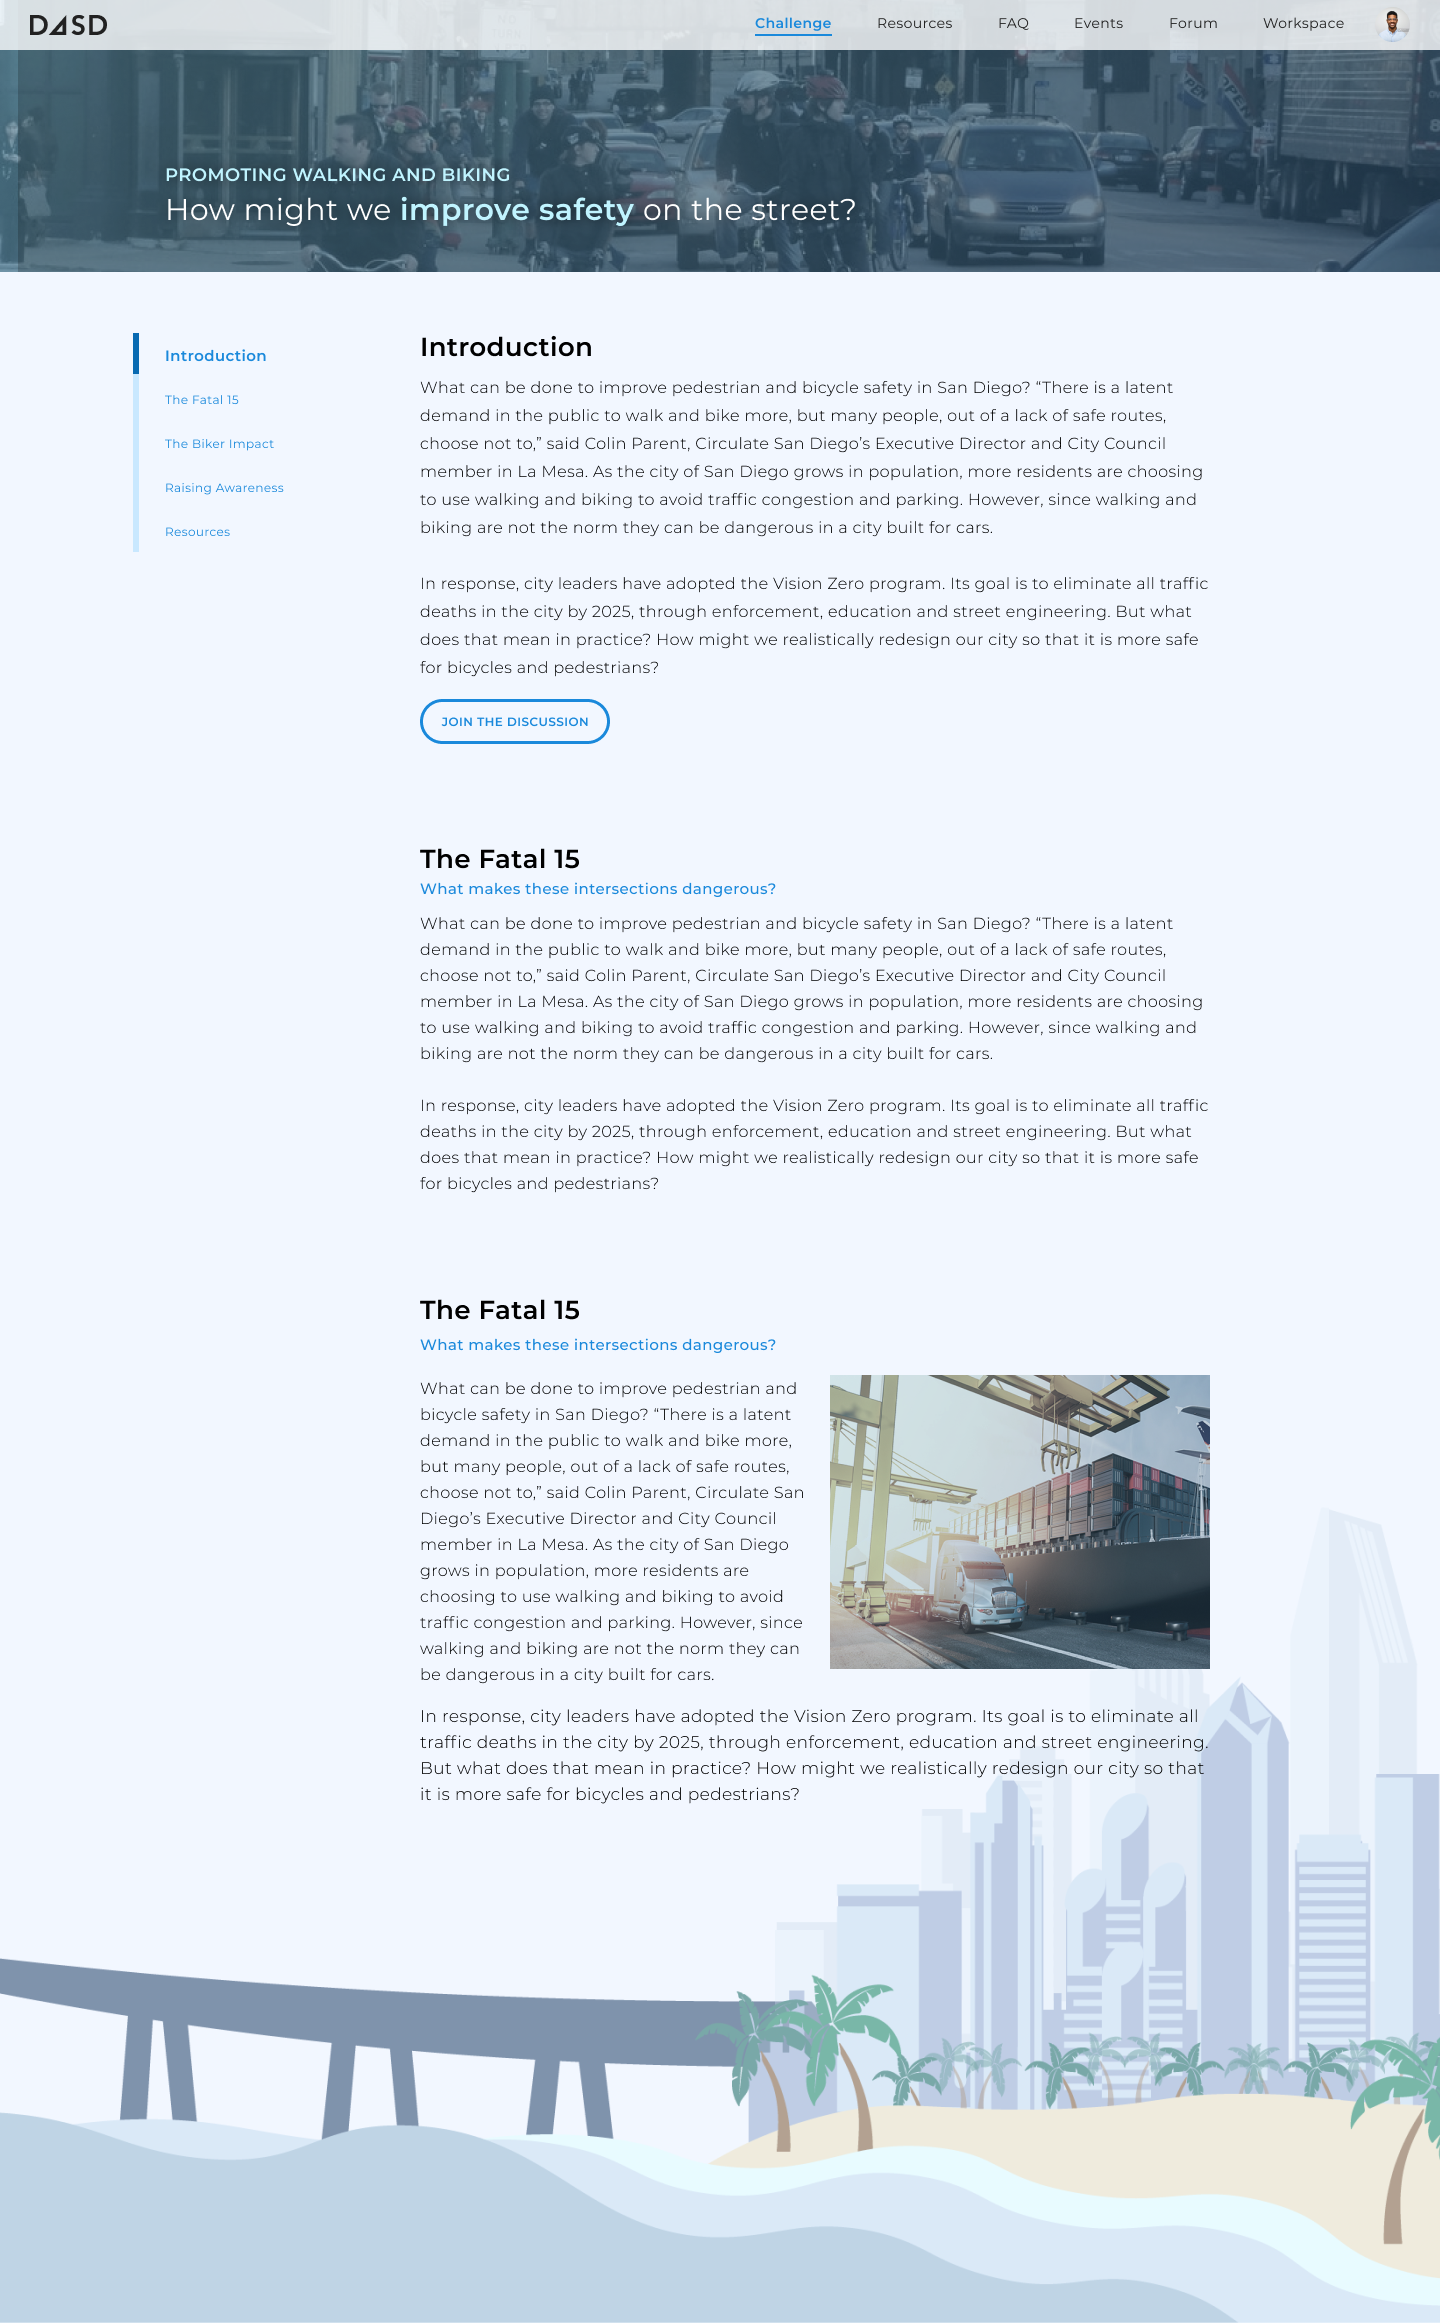 DASD
Challenge
Resources
FAQ
Events
Forum
Workspace
OPEN
PROMOTING WALKING AND BIKING
How might we improve safety on the street?
Introduction
The Fatal 15
The Biker Impact
Raising Awareness
Resources
Introduction
What can be done to improve pedestrian and bicycle safety in San Diego? “There is a latent
demand in the public to walk and bike more, but many people, out of a lack of safe routes,
choose not to,” said Colin Parent, Circulate San Diego’s Executive Director and City Council
member in La Mesa. As the city of San Diego grows in population, more residents are choosing
to use walking and biking to avoid traffic congestion and parking. However, since walking and
biking are not the norm they can be dangerous in a city built for cars.
In response, city leaders have adopted the Vision Zero program. Its goal is to eliminate all traffic
deaths in the city by 2025, through enforcement, education and street engineering. But what
does that mean in practice? How might we realistically redesign our city so that it is more safe
for bicycles and pedestrians?
JOIN THE DISCUSSION
The Fatal 15
What makes these intersections dangerous?
What can be done to improve pedestrian and bicycle safety in San Diego? “There is a latent
demand in the public to walk and bike more, but many people, out of a lack of safe routes,
choose not to,” said Colin Parent, Circulate San Diego’s Executive Director and City Council
member in La Mesa. As the city of San Diego grows in population, more residents are choosing
to use walking and biking to avoid traffic congestion and parking. However, since walking and
biking are not the norm they can be dangerous in a city built for cars.
In response, city leaders have adopted the Vision Zero program. Its goal is to eliminate all traffic
deaths in the city by 2025, through enforcement, education and street engineering. But what
does that mean in practice? How might we realistically redesign our city so that it is more safe
for bicycles and pedestrians?
The Fatal 15
What makes these intersections dangerous?
What can be done to improve pedestrian and
bicycle safety in San Diego? “There is a latent
demand in the public to walk and bike more,
but many people, out of a lack of safe routes,
choose not to,” said Colin Parent, Circulate San
Diego’s Executive Director and City Council
member in La Mesa. As the city of San Diego
grows in population, more residents are
choosing to use walking and biking to avoid
traffic congestion and parking. However, since
walking and biking are not the norm they can
be dangerous in a city built for cars.
In response, city leaders have adopted the Vision Zero program. Its goal is to eliminate all
traffic deaths in the city by 2025, through enforcement, education and street engineering.
But what does that mean in practice? How might we realistically redesign our city so that
it is more safe for bicycles and pedestrians?